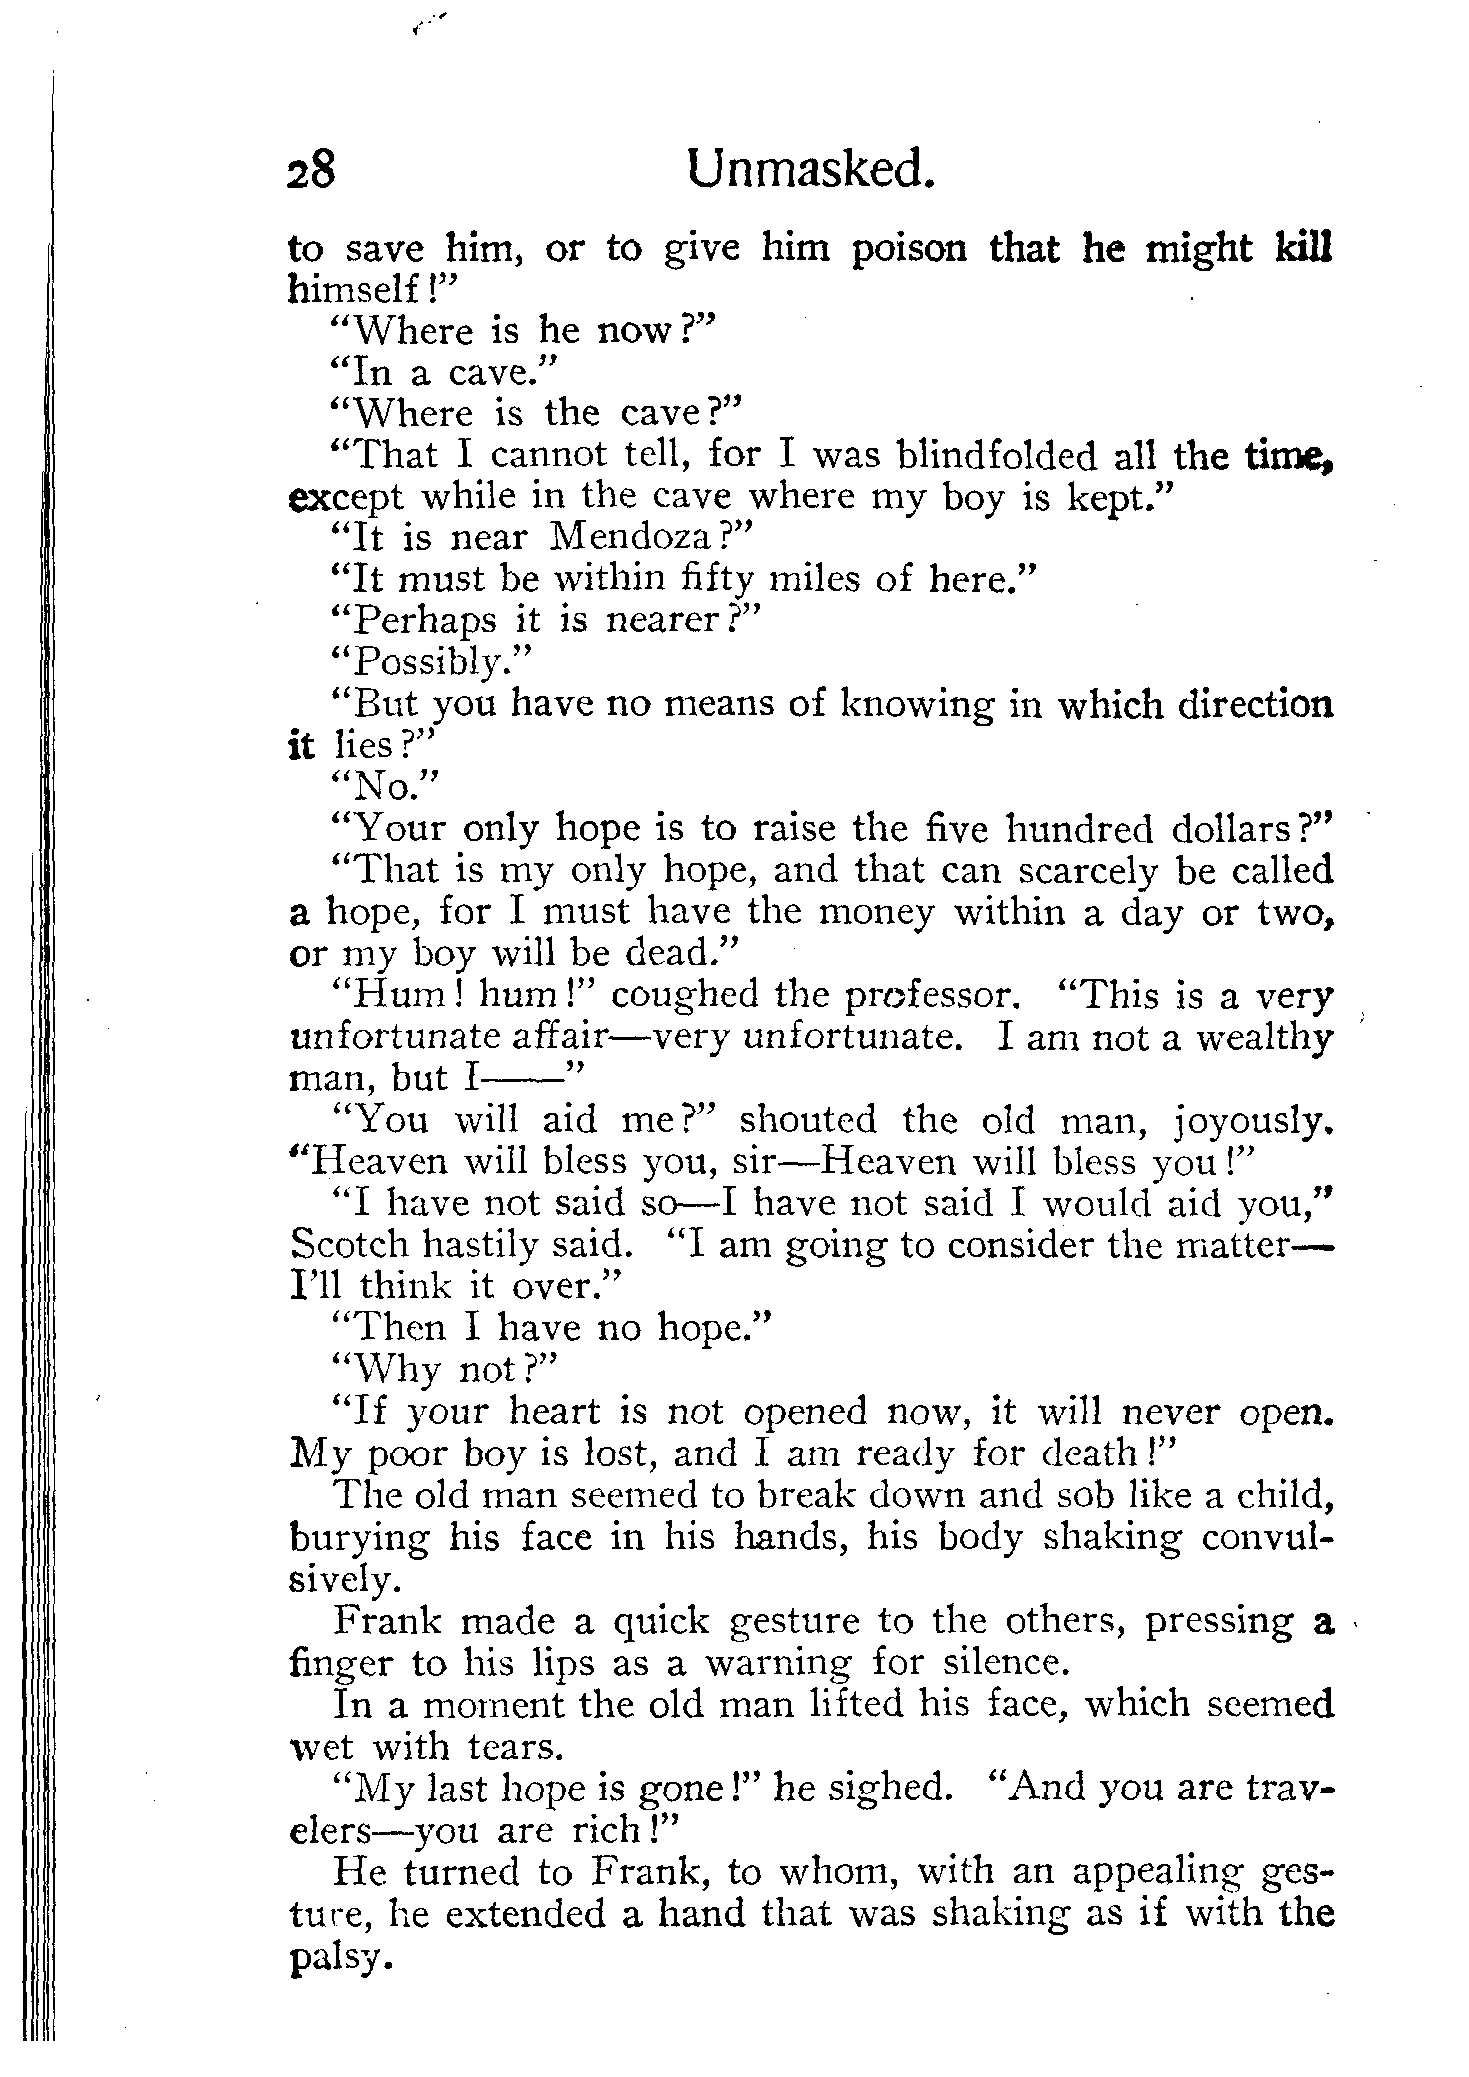 28 Unmasked.
to save him, or to give him poison that he might kill
himself!”
“Where is he now?”
“In a cave.”
“Where is the cave?”
“That I cannot tell, for I was blindfolded all the time,
except while in the cave where my boy is kept.”
“It is near Mendoza?”
“It must be within fifty miles of here.”
“Perhaps it is nearer?”
“Possibly.”
“But you have no means of knowing in which direction
it lies?”
“No.”
“Your only hope is to raise the five hundred dollars?”
“That is my only hope, and that can scarcely be called
a hope, for I must have the money within a day or two,
or my boy will be dead.”
“Hum! hum!” coughed the professor. “This is a very
unfortunate affair—very unfortunate. I am not a wealthy
man, but I——”
“You will aid me?” shouted the old man, joyously.
“Heaven will bless you, sir—Heaven will bless you!”
“I have not said so—I have not said I would aid you,”
Scotch hastily said. “I am going to consider the matter—
I’ll think it over.”
“Then I have no hope.”
“Why not?”
“If your heart is not opened now, it will never open.
My poor boy is lost, and I am ready for death!”
The old man seemed to break down and sob like a child,
burying his face in his hands, his body shaking convul-
sively.
Frank made a quick gesture to the others, pressing a
finger to his lips as a warning for silence.
In a moment the old man lifted his face, which seemed
wet with tears.
“My last hope is gone!” he sighed. “And you are trav-
elers—you are rich!”
He turned to Frank, to whom, with an appealing ges-
ture, he extended a hand that was shaking as if with the
palsy.